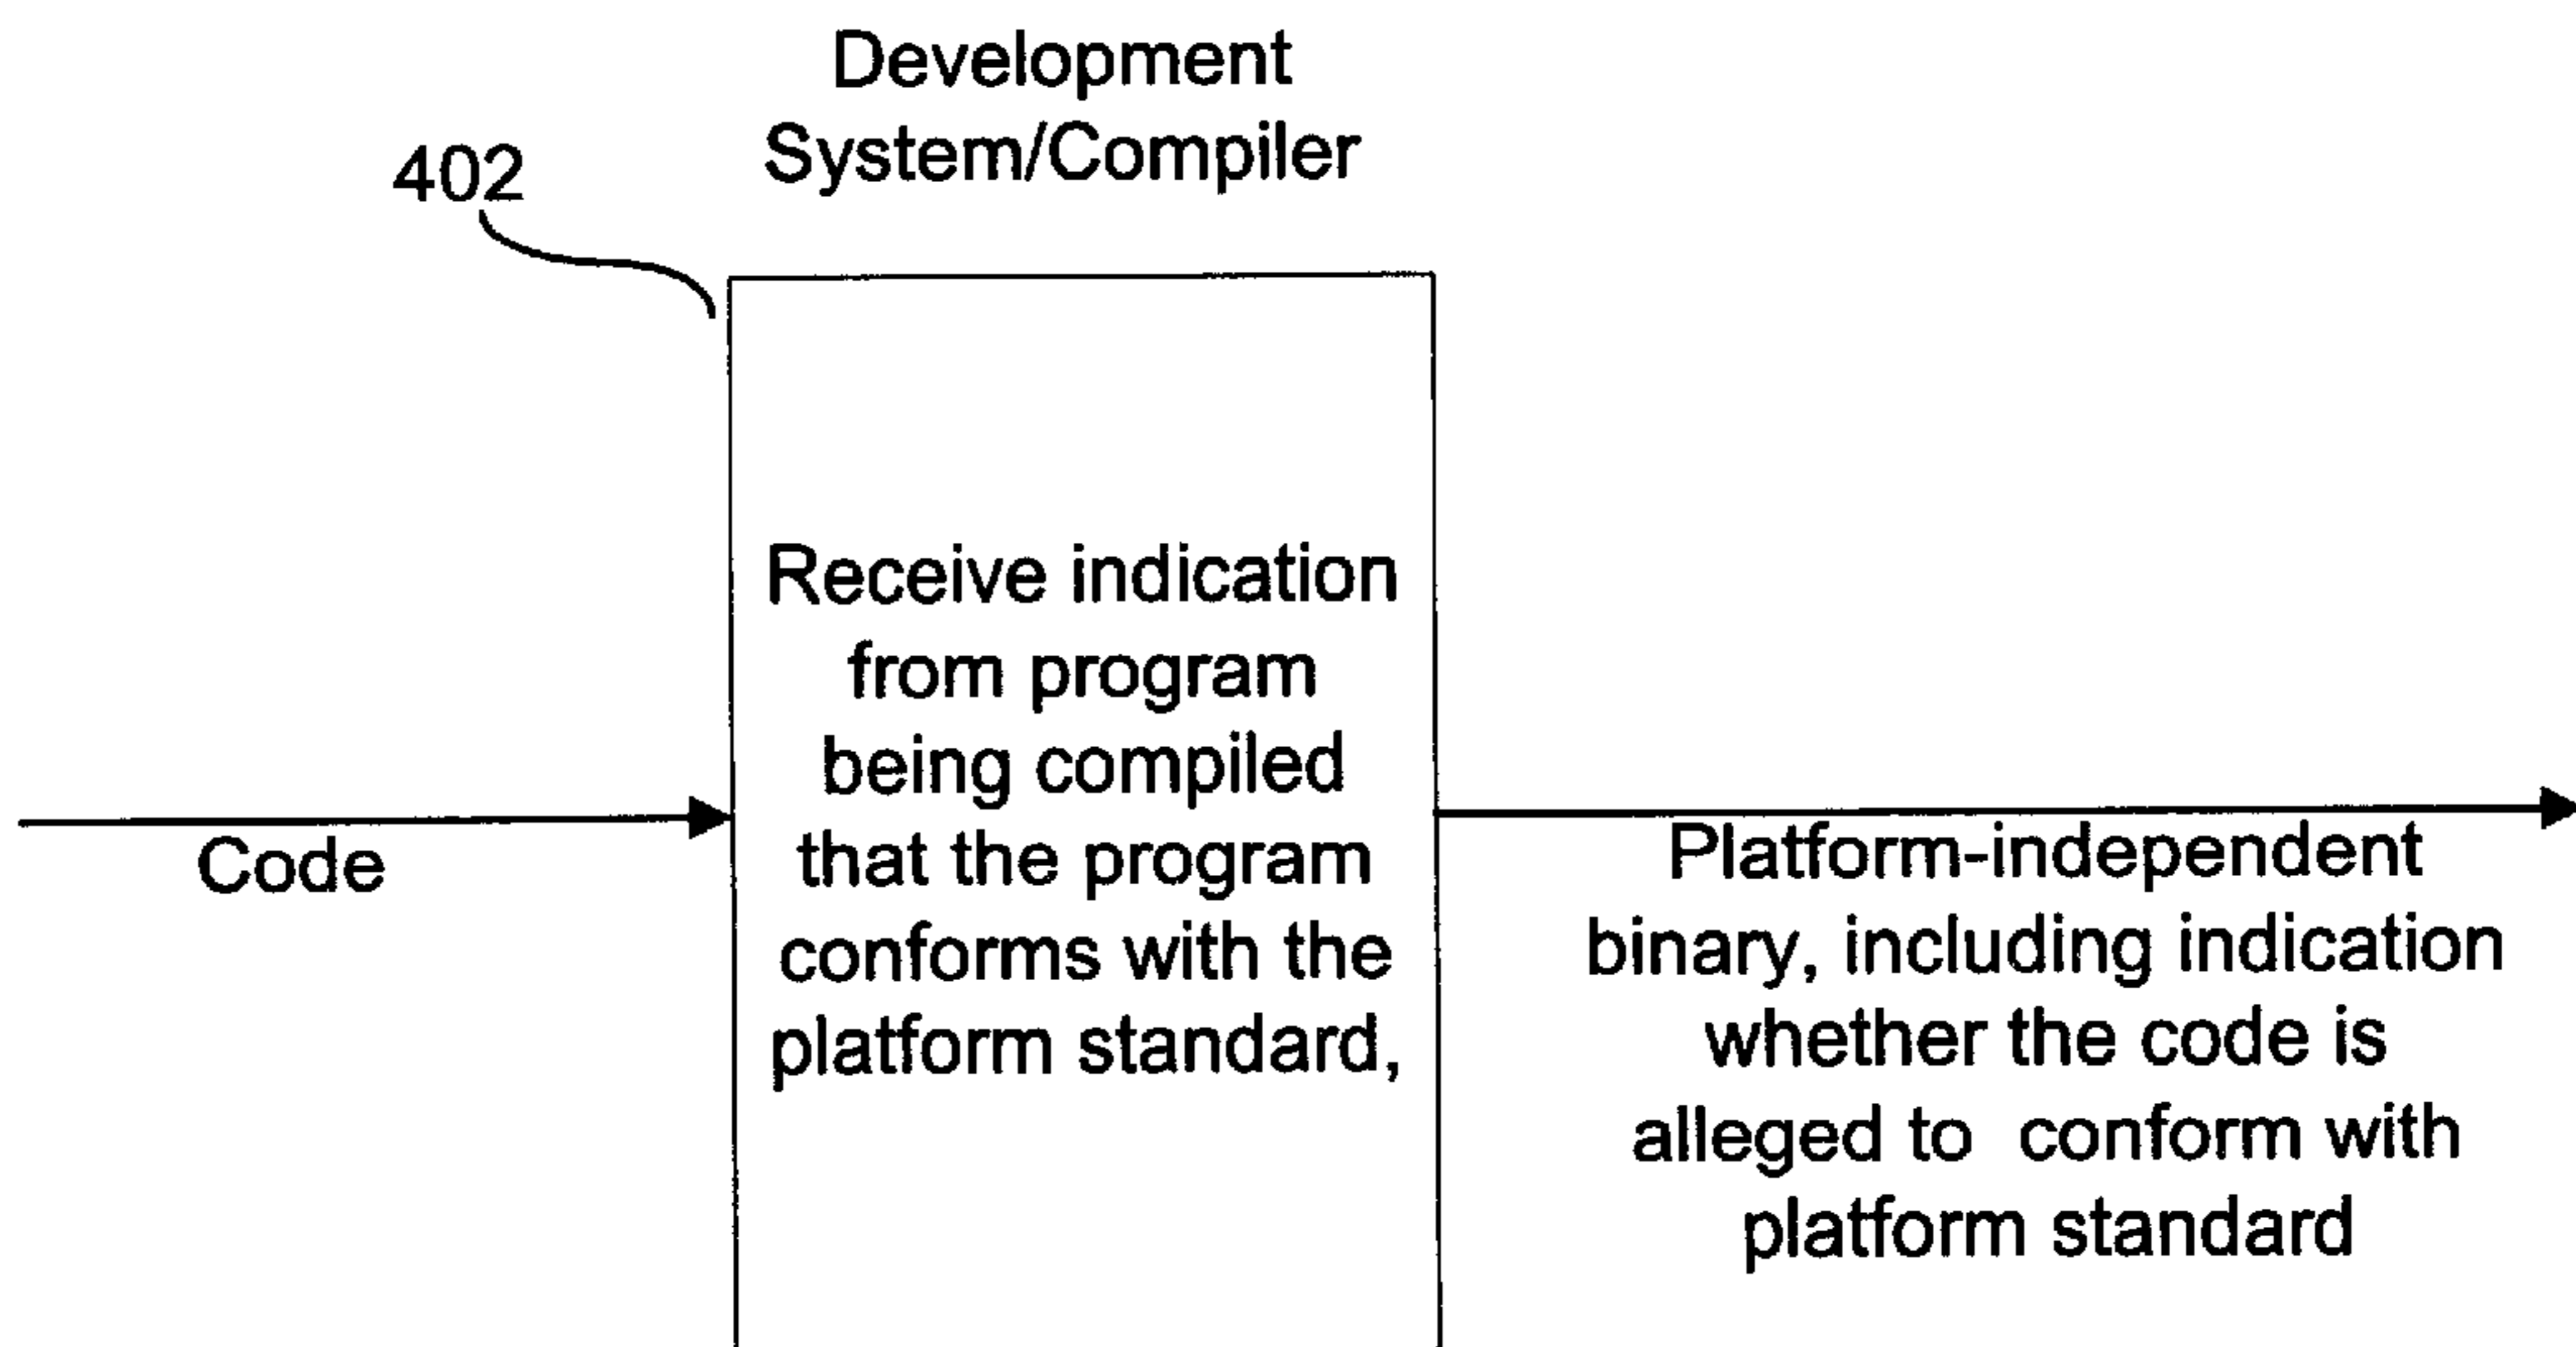 Development
System/Compiler
402
Receive indication
from program
being compiled
that the program
conforms with the
platform standard,
Code
Platform-independent
binary, including indication
whether the code is
alleged to conform with
platform standard